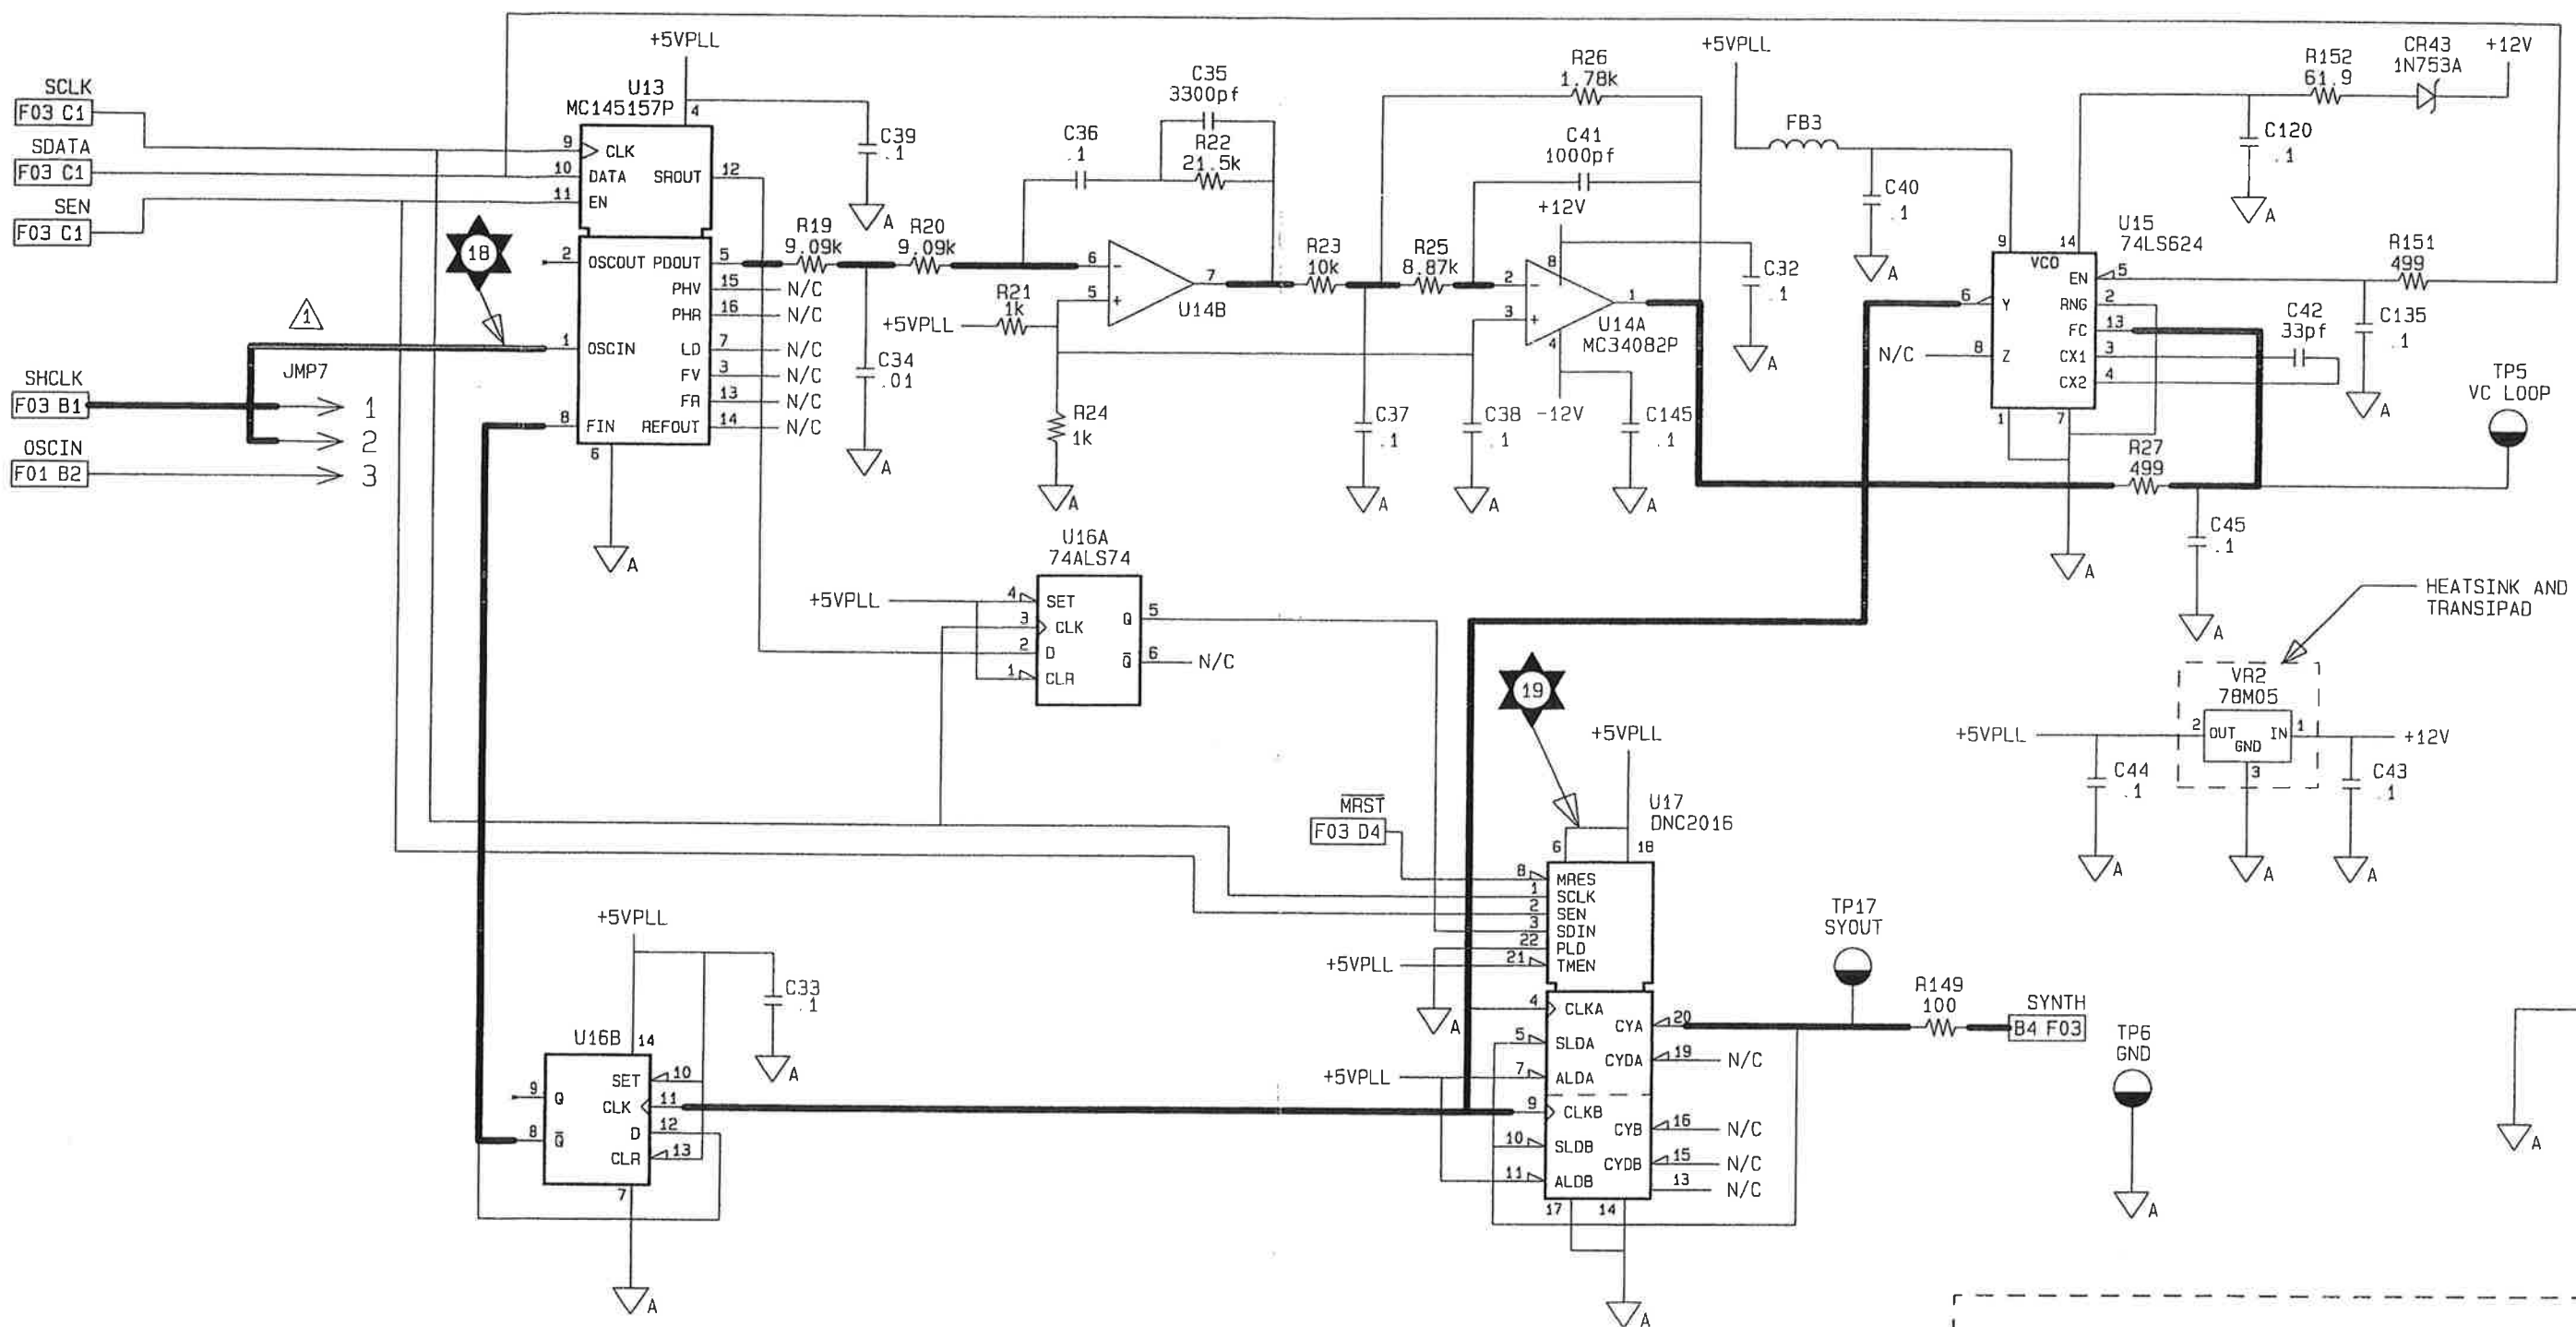 SCLK
F03 C1
SDATA
F03 C1
SEN
F03 C1
18
1
JMP7
SHCLK
F03 B1
OSCIN
F01 B2
1
2
3
+5VPLL
U13
MC145157P
4
9 CLK
10 DATA SROUT 12
11 EN
2 OSCOUT PDOUT 5
PHV 15 N/C
PHR 16 N/C
1 OSCIN LD 7 N/C
FV 3 N/C
FR 13 N/C
8 FIN REFOUT 14 N/C
6
A
C39
.1
A
R19
9.09k
R20
9.09k
C34
.01
A
C36
.1
C35
3300pf
R22
21.5k
6 -
5 +
7
U14B
R21
1k
+5VPLL
R24
1k
A
R23
10k
R25
8.87k
R26
1.78k
C41
1000pf
+12V
8
2 -
3 +
1
4
-12V
U14A
MC34082P
C32
.1
A
C37
.1
A
C38
.1
A
C145
.1
A
+5VPLL
FB3
C40
.1
A
R152
61.9
CR43
1N753A
+12V
C120
.1
A
U15
74LS624
9 14
VCO
EN 5
6 Y RNG 2
FC 13
N/C 8 Z CX1 3
CX2 4
1 7
A
R151
499
C42
33pf
C135
.1
A
TP5
VC LOOP
R27
499
C45
.1
A
HEATSINK AND
TRANSIPAD
VR2
78M05
+5VPLL 2 OUT IN 1 +12V
GND
3
C44
.1
A
A
C43
.1
A
U16A
74ALS74
+5VPLL 4 SET
3 CLK Q 5
2 D Q̅ 6 N/C
1 CLR
19
+5VPLL
U17
DNC2016
M̅R̅S̅T̅
F03 D4
6 18
8 MRES
1 SCLK
2 SEN
3 SDIN
22 PLD
+5VPLL 21 TMEN
A
4 CLKA CYA 20
5 SLDA CYDA 19 N/C
+5VPLL 7 ALDA
9 CLKB CYB 16 N/C
10 SLDB CYDB 15 N/C
11 ALDB 13 N/C
17 14
A
TP17
SYOUT
R149
100
SYNTH
B4 F03
TP6
GND
A
A
+5VPLL
C33
.1
A
U16B 14
SET 10
9 Q CLK 11
8 Q̅ D 12
CLR 13
7
A